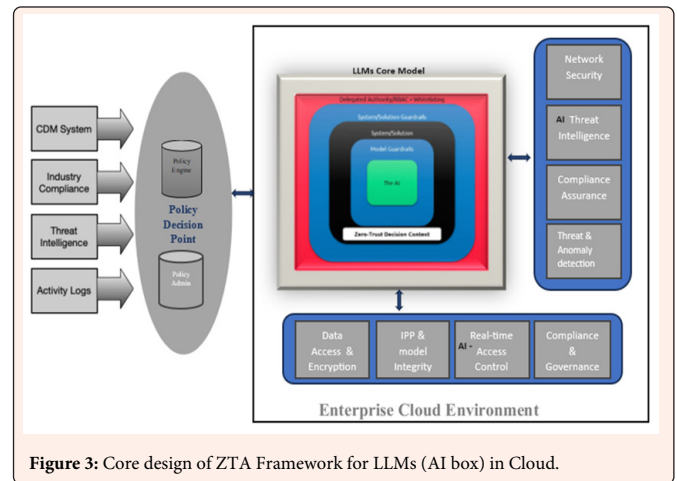 LLMs Core Model
Delegated Authority/RBAC + Whitelisting
System/Solution Guardrails
System/Solution
Model Guardrails
The AI
Zero-Trust Decision Context
CDM System
Industry
Compliance
Threat
Intelligence
Activity Logs
Policy
Engine
Policy
Decision
Point
Policy
Admin
Network
Security
AI Threat
Intelligence
Compliance
Assurance
Threat &
Anomaly
detection
Data
Access &
Encryption
IPP &
model
Integrity
Real-time
AI - Access
Control
Compliance
&
Governance
Enterprise Cloud Environment
Figure 3: Core design of ZTA Framework for LLMs (AI box) in Cloud.